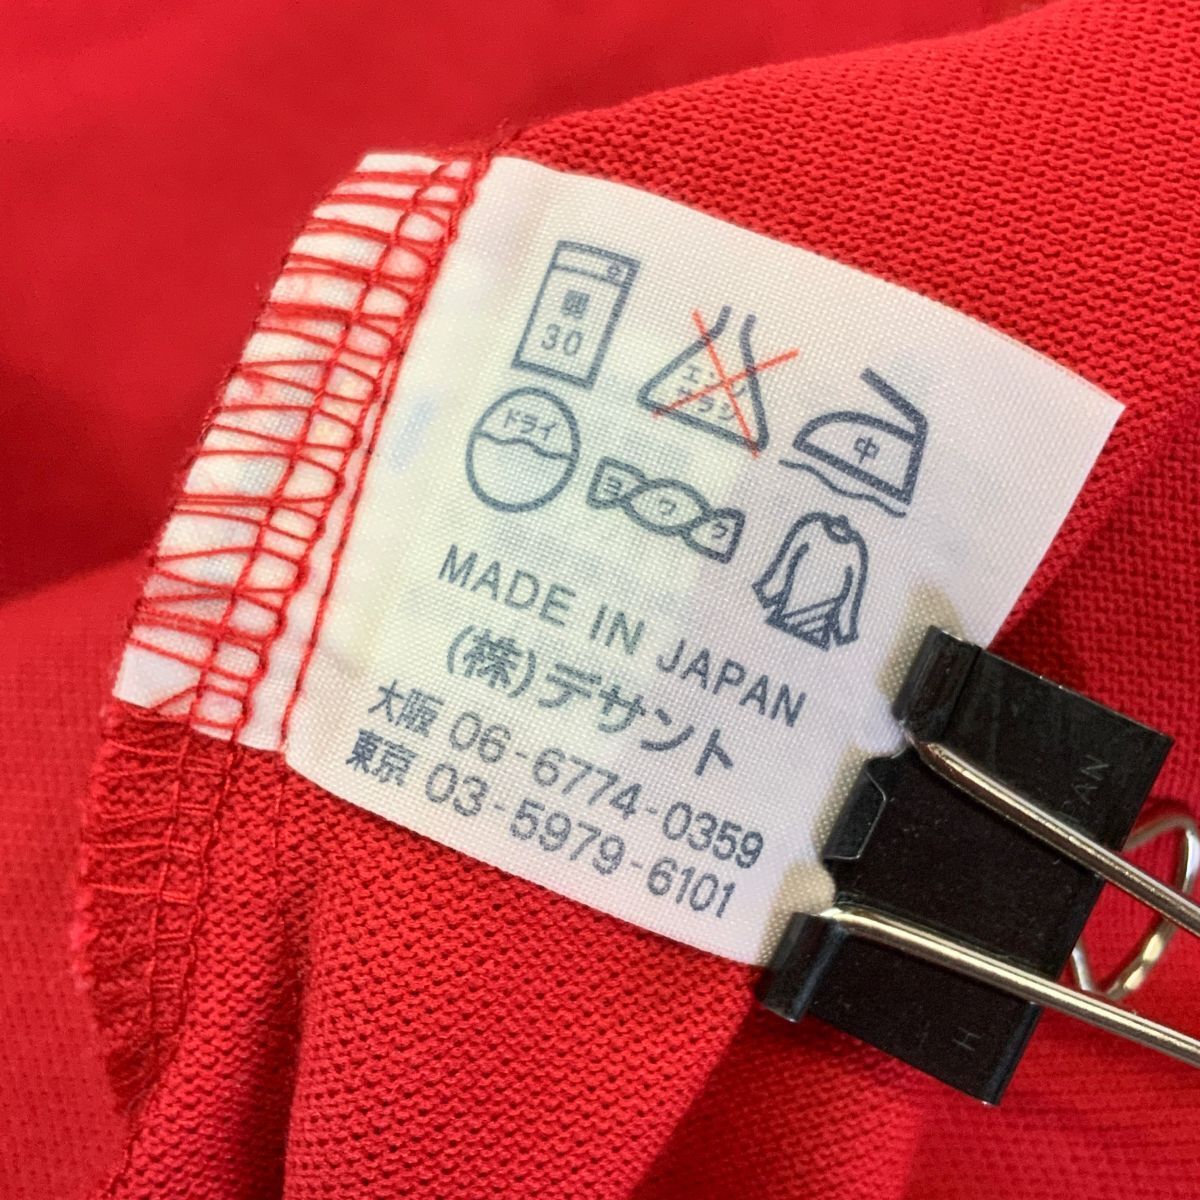 弱
30
エンソ
サラシ
中
ドライ
ヨワク
MADE IN JAPAN
(株)デサント
大阪 06-6774-0359
東京 03-5979-6101
H